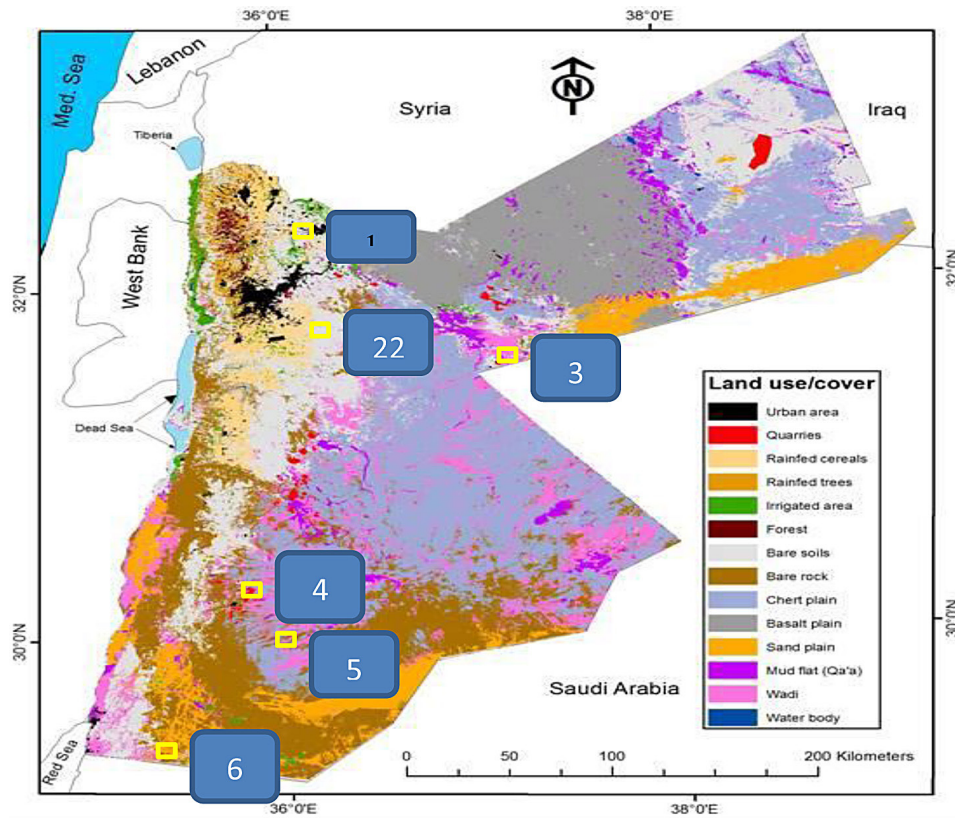 36°0'E
38°0'E
Med. Sea
Lebanon
Syria
N
Iraq
Tiberia
1
West Bank
32°0'N
32°0'N
22
3
Dead Sea
Land use/cover
Urban area
Quarries
Rainfed cereals
Rainfed trees
Irrigated area
Forest
Bare soils
Bare rock
Chert plain
Basalt plain
Sand plain
Mud flat (Qa'a)
Wadi
Water body
4
30°0'N
30°0'N
5
Saudi Arabia
Red Sea
6
0 50 100 200 Kilometers
36°0'E
38°0'E